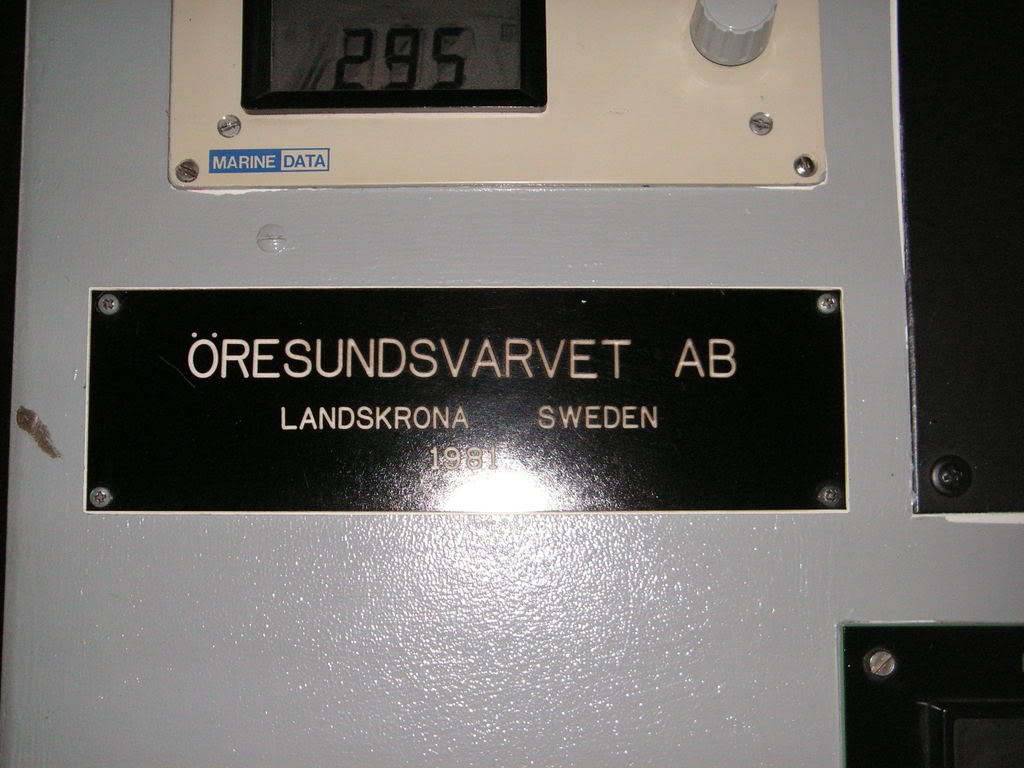 295
MARINE DATA
ÖRESUNDSVARVET AB
LANDSKRONA SWEDEN
1981